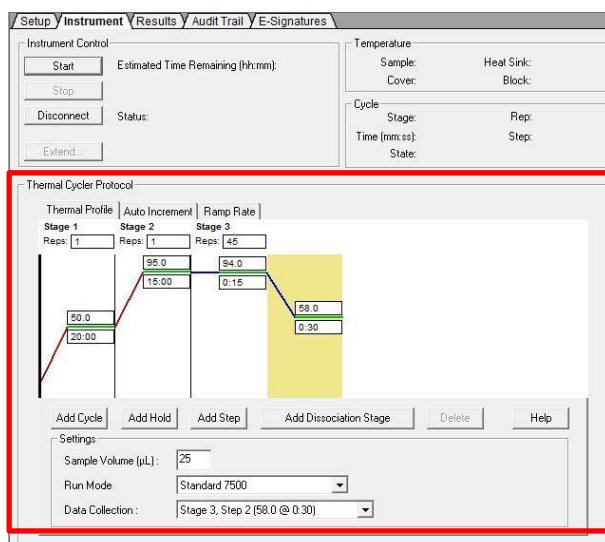 Setup Instrument Results Audit Trail E-Signatures
Instrument Control
Start Estimated Time Remaining (hh:mm):
Stop
Disconnect Status:
Extend...
Temperature
Sample: Heat Sink:
Cover: Block:
Cycle
Stage: Rep:
Time (mm:ss): Step:
State:
Thermal Cycler Protocol
Thermal Profile Auto Increment Ramp Rate
Stage 1 Stage 2 Stage 3
Reps: 1 Reps: 1 Reps: 45
95.0 94.0
15:00 0:15
50.0 58.0
20:00 0:30
Add Cycle Add Hold Add Step Add Dissociation Stage Delete Help
Settings
Sample Volume (µL) : 25
Run Mode Standard 7500
Data Collection : Stage 3, Step 2 (58.0 @ 0:30)